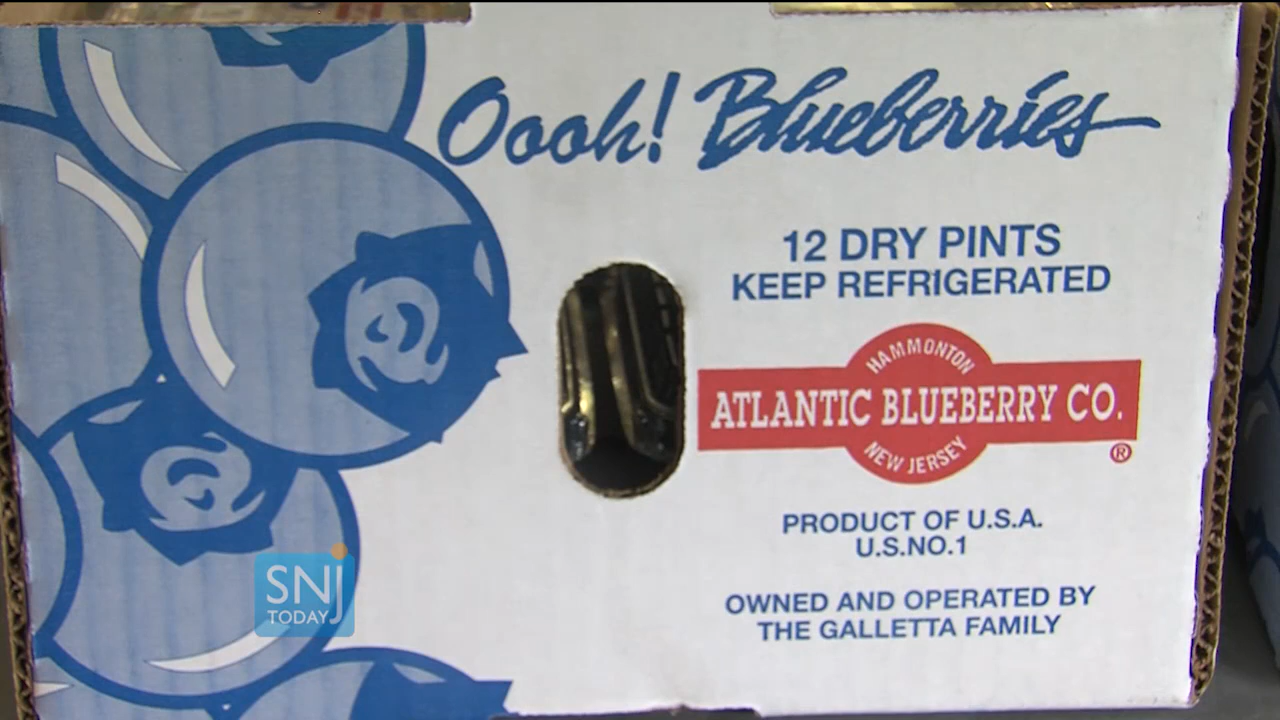 Oooh! Blueberries
12 DRY PINTS
KEEP REFRIGERATED
HAMMONTON
ATLANTIC BLUEBERRY CO.
NEW JERSEY
®
PRODUCT OF U.S.A.
U.S.NO.1
OWNED AND OPERATED BY
THE GALLETTA FAMILY
SNJ
TODAY